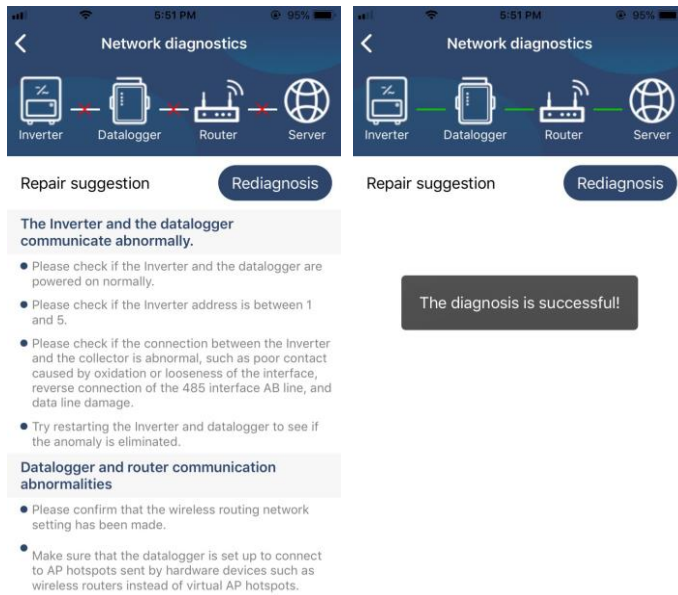 5:51 PM
95%
Network diagnostics
Inverter Datalogger Router Server
Repair suggestion
Rediagnosis
The Inverter and the datalogger
communicate abnormally.
Please check if the Inverter and the datalogger are
powered on normally.
Please check if the Inverter address is between 1
and 5.
Please check if the connection between the Inverter
and the collector is abnormal, such as poor contact
caused by oxidation or looseness of the interface,
reverse connection of the 485 interface AB line, and
data line damage.
Try restarting the Inverter and datalogger to see if
the anomaly is eliminated.
Datalogger and router communication
abnormalities
Please confirm that the wireless routing network
setting has been made.
Make sure that the datalogger is set up to connect
to AP hotspots sent by hardware devices such as
wireless routers instead of virtual AP hotspots.
5:51 PM
95%
Network diagnostics
Inverter Datalogger Router Server
Repair suggestion
Rediagnosis
The diagnosis is successful!